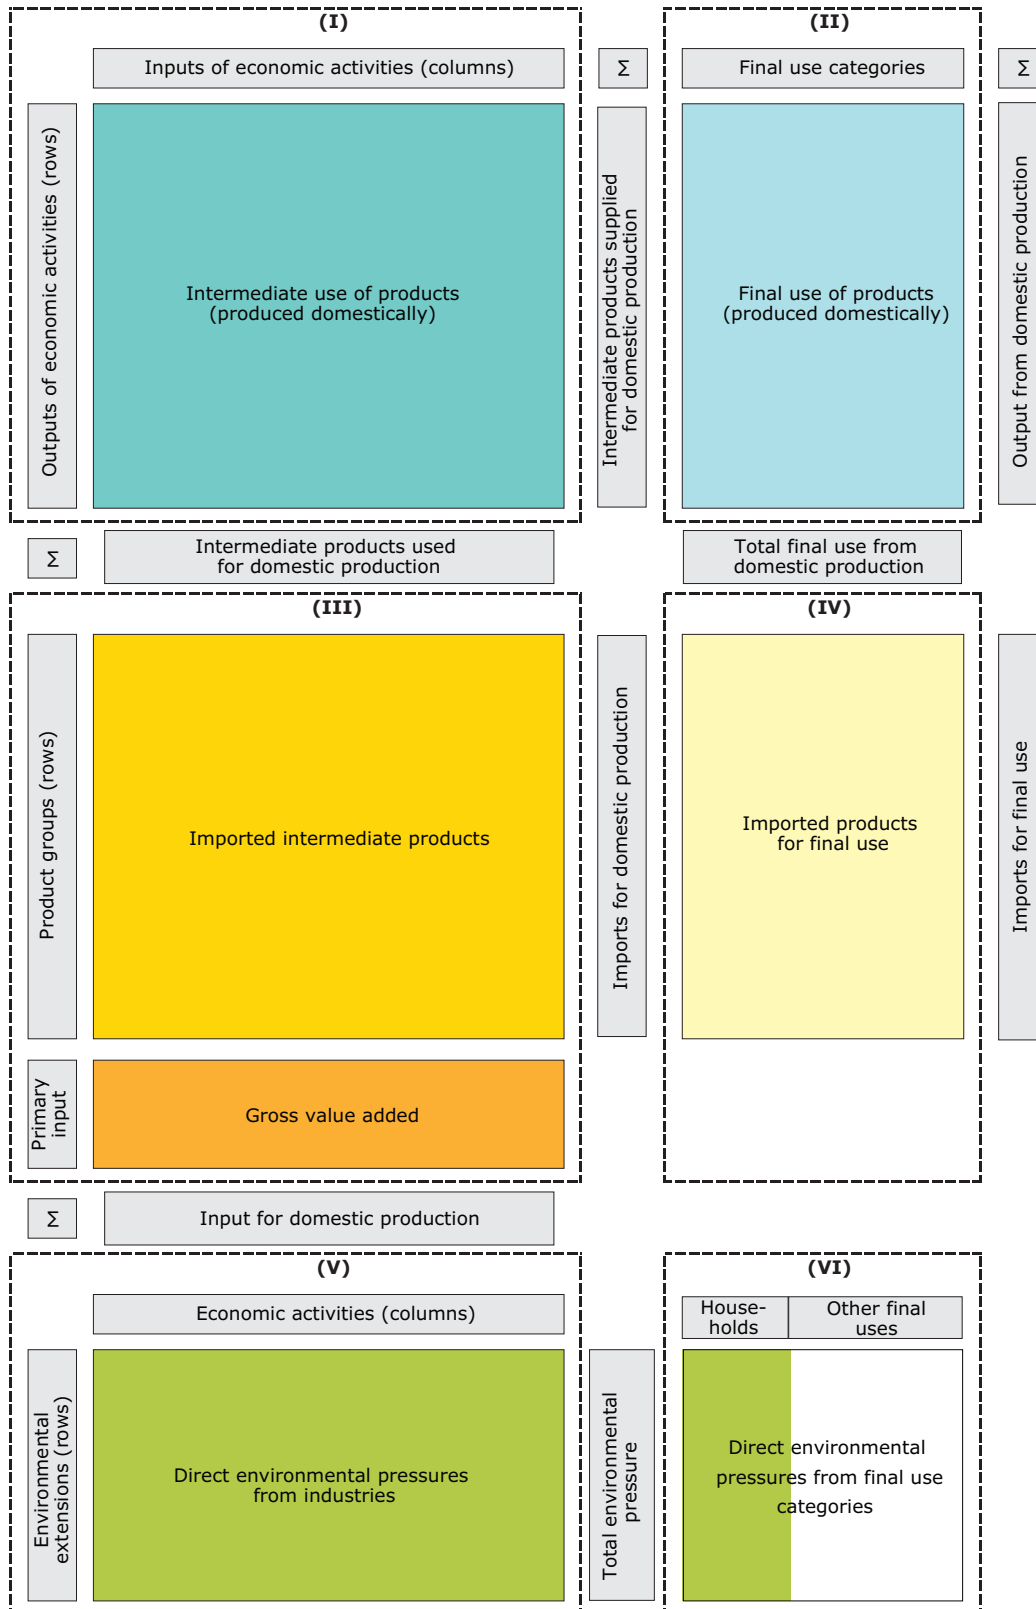 (I)
(II)
Inputs of economic activities (columns)
Σ
Final use categories
Σ
Outputs of economic activities (rows)
Intermediate use of products
(produced domestically)
Intermediate products supplied
for domestic production
Final use of products
(produced domestically)
Output from domestic production
Σ
Intermediate products used
for domestic production
Total final use from
domestic production
(III)
(IV)
Product groups (rows)
Imported intermediate products
Imports for domestic production
Imported products
for final use
Imports for final use
Primary
input
Gross value added
Σ
Input for domestic production
(V)
(VI)
Economic activities (columns)
House-
holds
Other final
uses
Environmental
extensions (rows)
Direct environmental pressures
from industries
Total environmental
pressure
Direct environmental
pressures from final use
categories